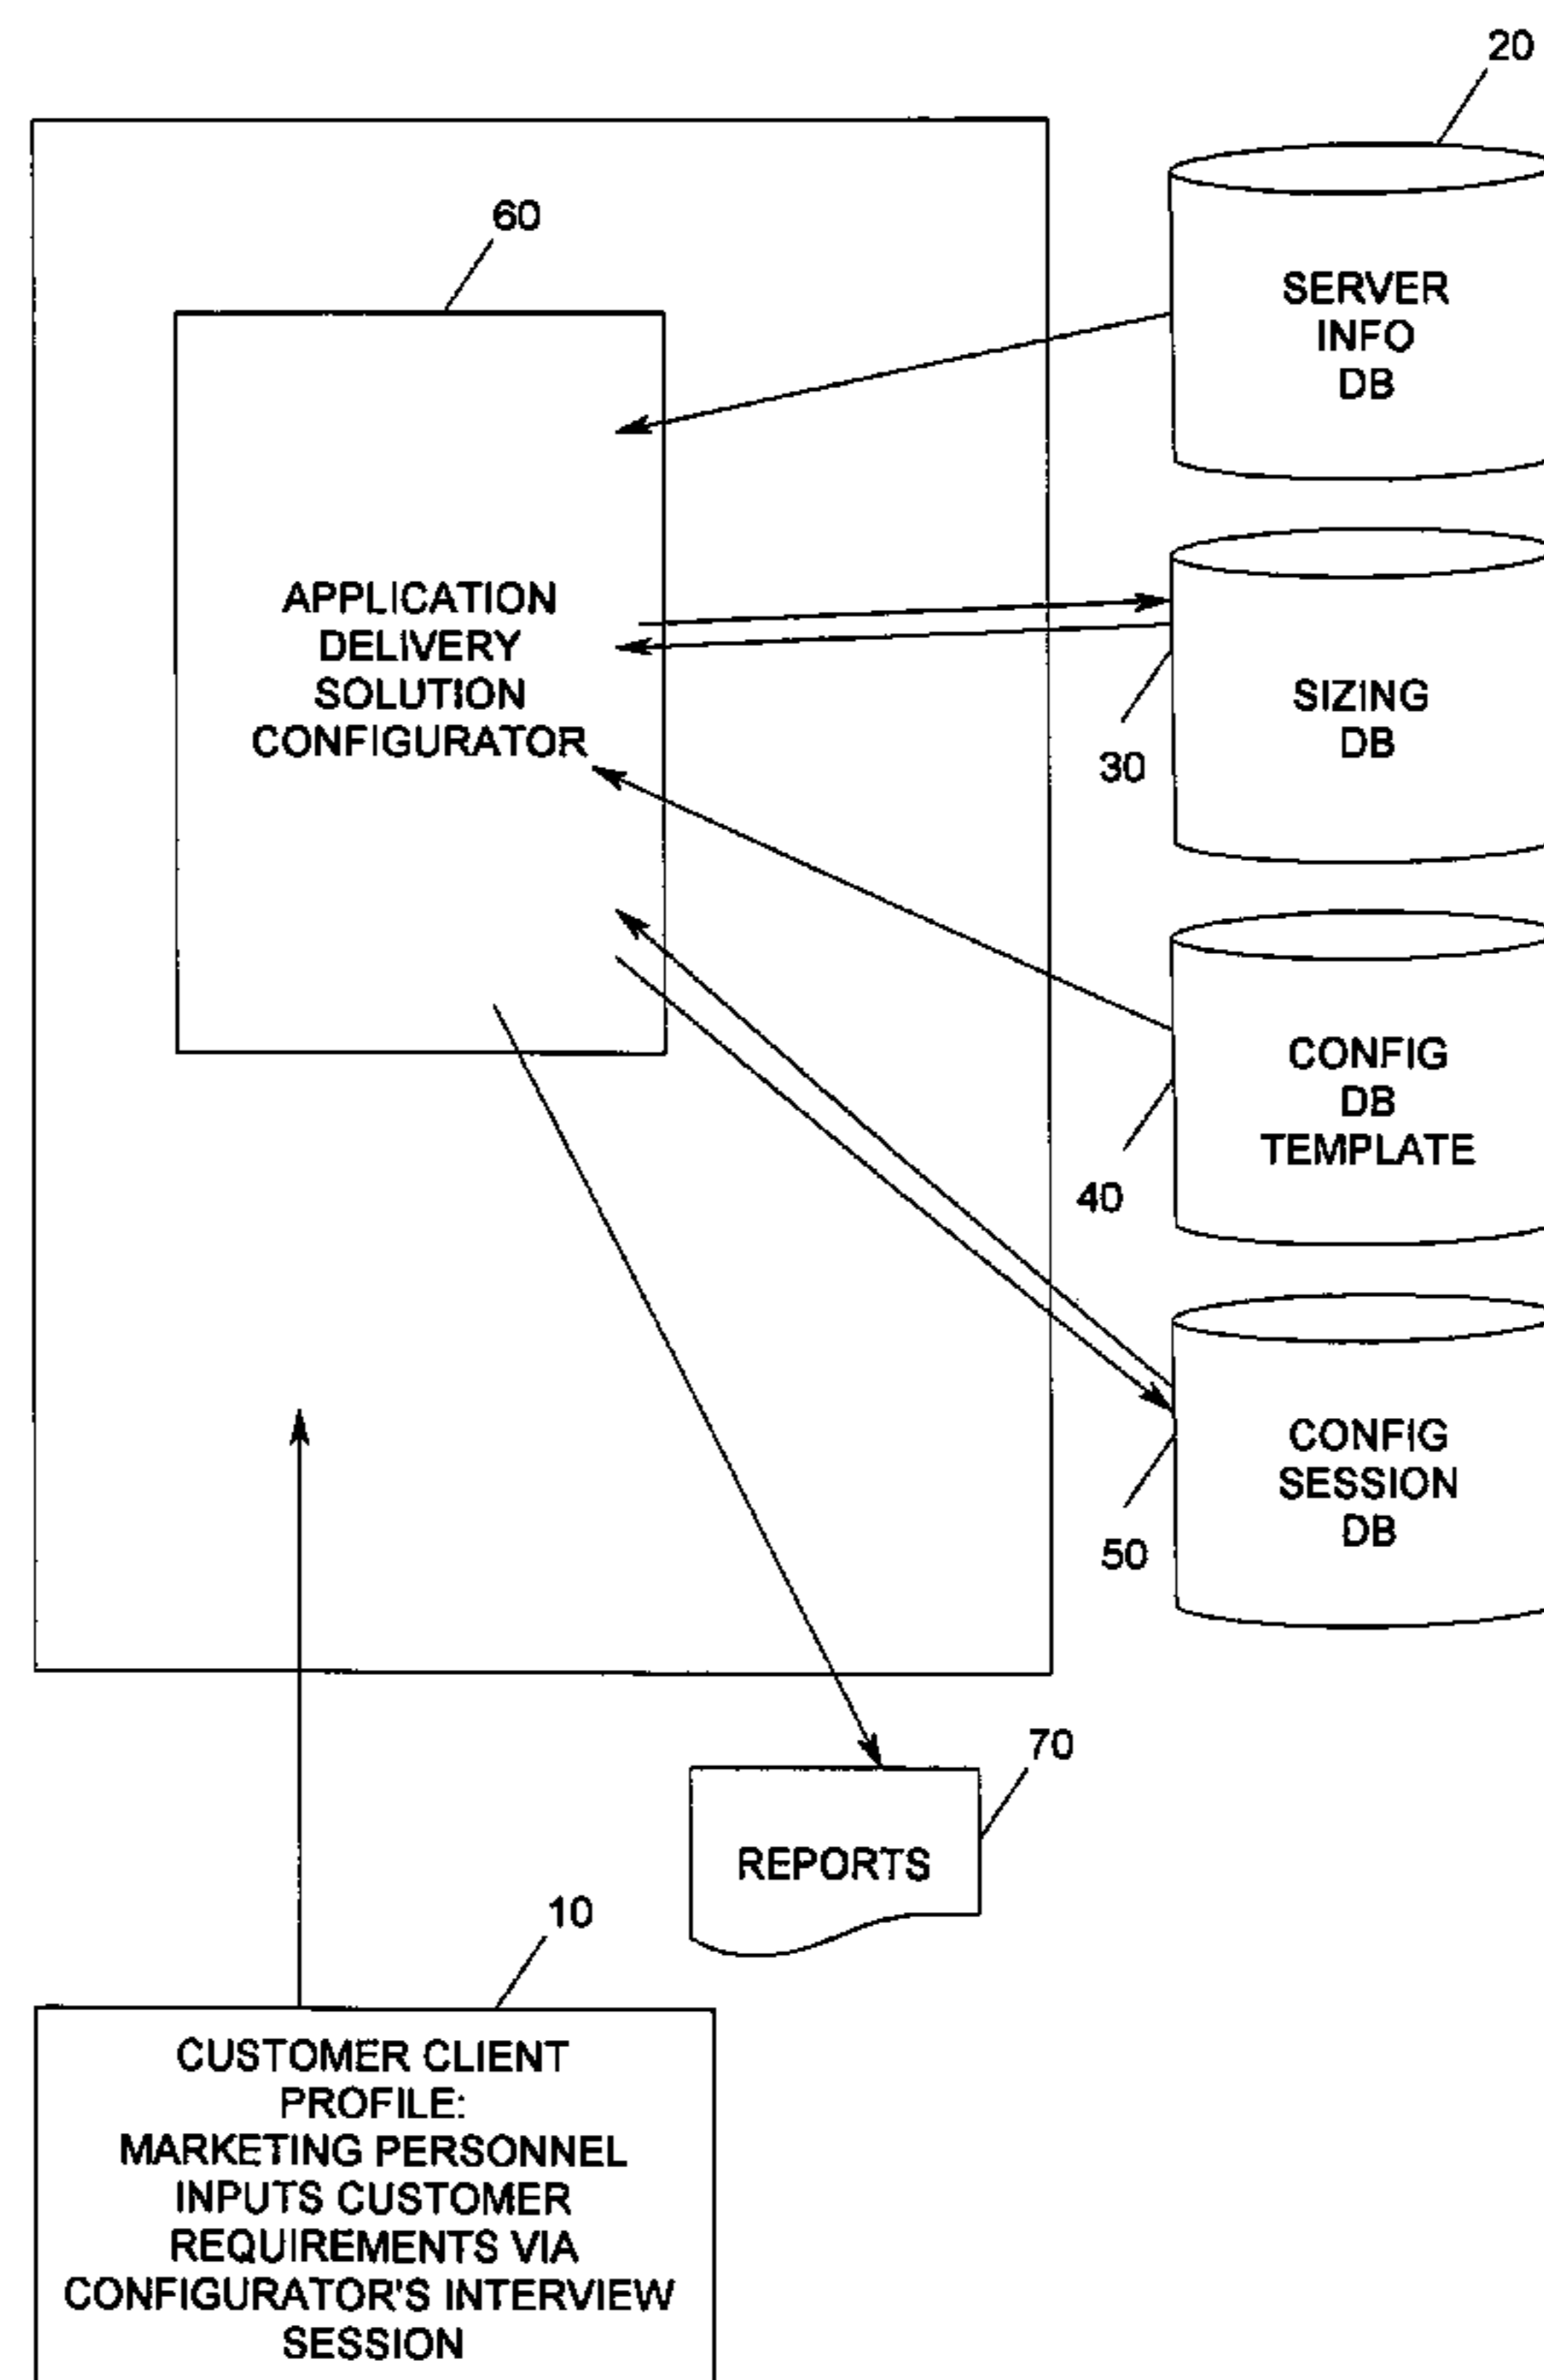 20
60
SERVER
INFO
DB
APPLICATION
DELIVERY
SOLUTION
CONFIGURATOR
SIZING
DB
30
CONFIG
DB
TEMPLATE
40
CONFIG
SESSION
DB
50
70
REPORTS
10
CUSTOMER CLIENT
PROFILE:
MARKETING PERSONNEL
INPUTS CUSTOMER
REQUIREMENTS VIA
CONFIGURATOR'S INTERVIEW
SESSION